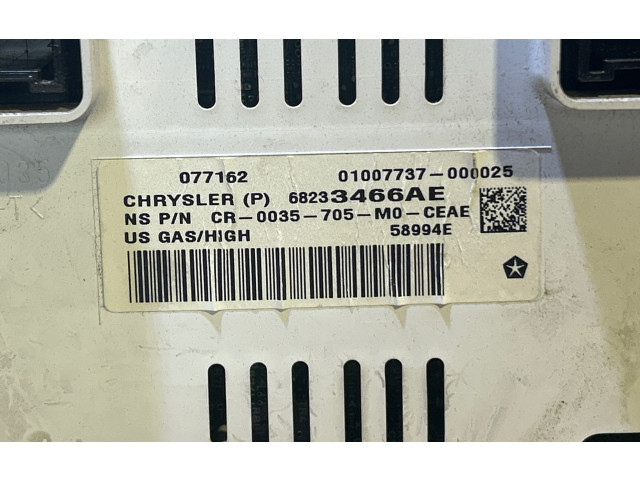 077162 01007737-000025
CHRYSLER (P) 68233466AE
NS P/N CR-0035-705-M0-CEAE
US GAS/HIGH 58994E